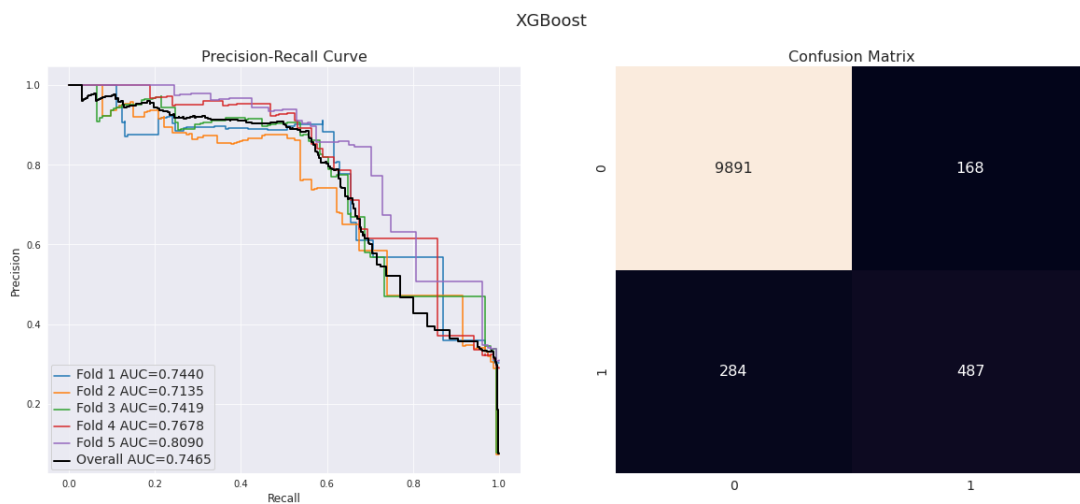 XGBoost
Precision-Recall Curve
1.0
0.8
0.6
0.4
0.2
Precision
Fold 1 AUC=0.7440
Fold 2 AUC=0.7135
Fold 3 AUC=0.7419
Fold 4 AUC=0.7678
Fold 5 AUC=0.8090
Overall AUC=0.7465
0.0 0.2 0.4 0.6 0.8 1.0
Recall
Confusion Matrix
0
9891 168
1
284 487
0 1